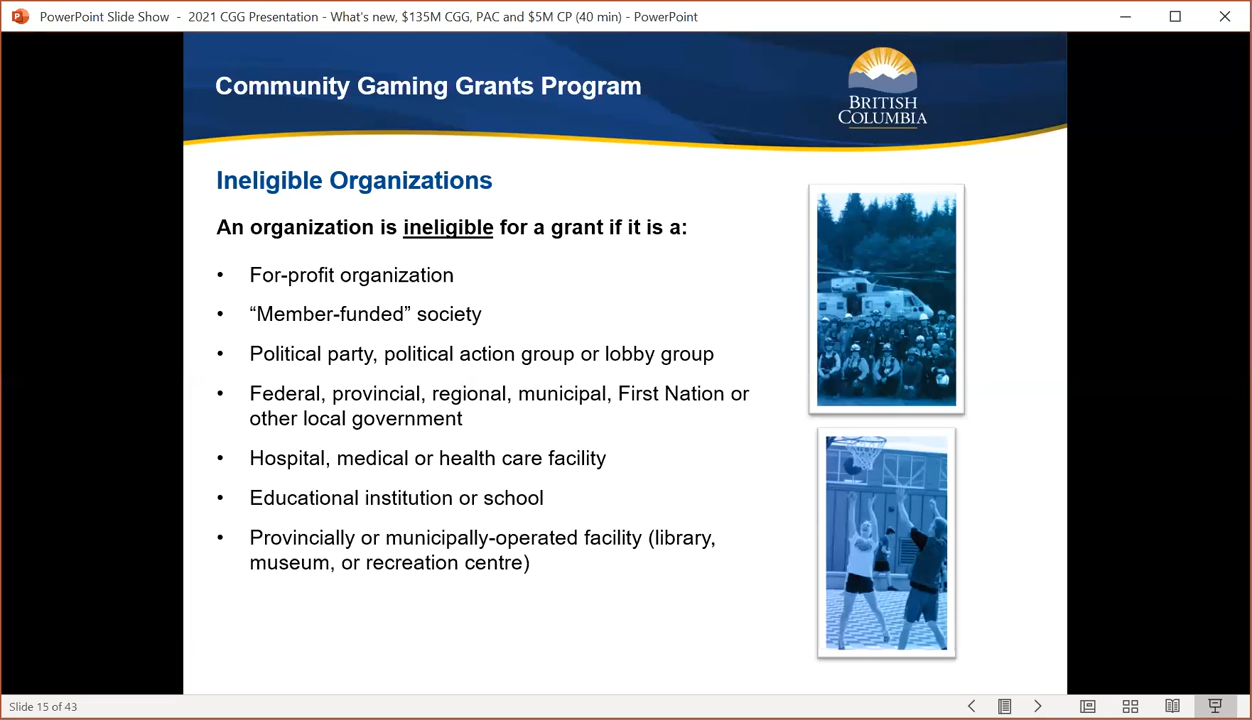 PowerPoint Slide Show - 2021 CGG Presentation - What's new, $135M CGG, PAC and $5M CP (40 min) - PowerPoint
Community Gaming Grants Program
BRITISH
COLUMBIA
Ineligible Organizations
An organization is ineligible for a grant if it is a:
• For-profit organization
• “Member-funded” society
• Political party, political action group or lobby group
• Federal, provincial, regional, municipal, First Nation or
other local government
• Hospital, medical or health care facility
• Educational institution or school
• Provincially or municipally-operated facility (library,
museum, or recreation centre)
Slide 15 of 43